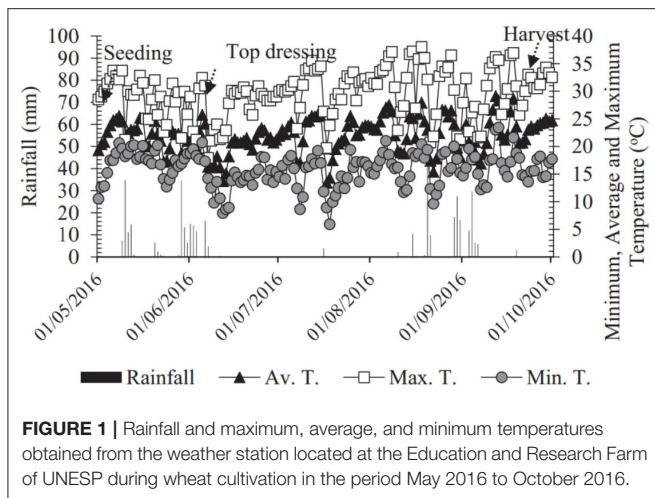 Seeding
Top dressing
Harvest
Rainfall (mm)
100
90
80
70
60
50
40
30
20
10
0
40
35
30
25
20
15
10
5
0
Minimum, Average and Maximum
Temperature (°C)
01/05/2016
01/06/2016
01/07/2016
01/08/2016
01/09/2016
01/10/2016
Rainfall
Av. T.
Max. T.
Min. T.
FIGURE 1 | Rainfall and maximum, average, and minimum temperatures
obtained from the weather station located at the Education and Research Farm
of UNESP during wheat cultivation in the period May 2016 to October 2016.